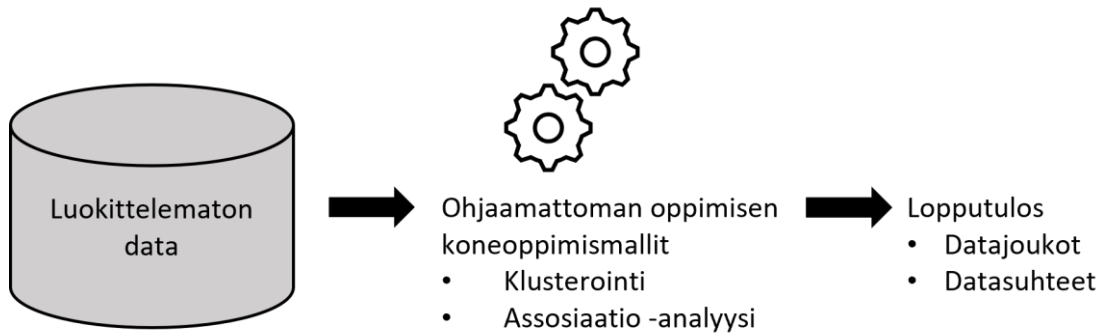 Luokittelematon
data
Ohjaamattoman oppimisen
koneoppimismallit
• Klusterointi
• Assosiaatio -analyysi
Lopputulos
• Datajoukot
• Datasuhteet